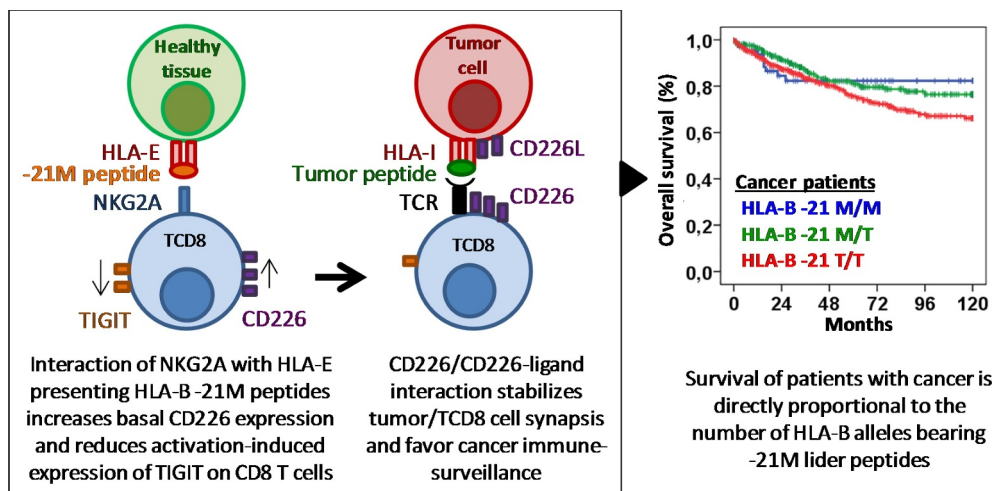 Healthy
tissue
HLA-E
-21M peptide
NKG2A
TCD8
TIGIT
CD226
Interaction of NKG2A with HLA-E
presenting HLA-B -21M peptides
increases basal CD226 expression
and reduces activation-induced
expression of TIGIT on CD8 T cells
Tumor
cell
HLA-I
CD226L
Tumor peptide
TCR
CD226
TCD8
CD226/CD226-ligand
interaction stabilizes
tumor/TCD8 cell synapsis
and favor cancer immune-
surveillance
Overall survival (%)
1,0
0,8
0,6
0,4
0,2
0,0
Cancer patients
HLA-B -21 M/M
HLA-B -21 M/T
HLA-B -21 T/T
0 24 48 72 96 120
Months
Survival of patients with cancer is
directly proportional to the
number of HLA-B alleles bearing
-21M lider peptides